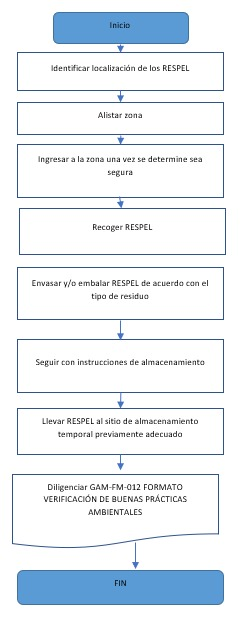 Inicio
Identificar localización de los RESPEL
Alistar zona
Ingresar a la zona una vez se determine sea
segura
Recoger RESPEL
Envasar y/o embalar RESPEL de acuerdo con el
tipo de residuo
Seguir con instrucciones de almacenamiento
Llevar RESPEL al sitio de almacenamiento
temporal previamente adecuado
Diligenciar GAM-FM-012 FORMATO
VERIFICACIÓN DE BUENAS PRÁCTICAS
AMBIENTALES
FIN